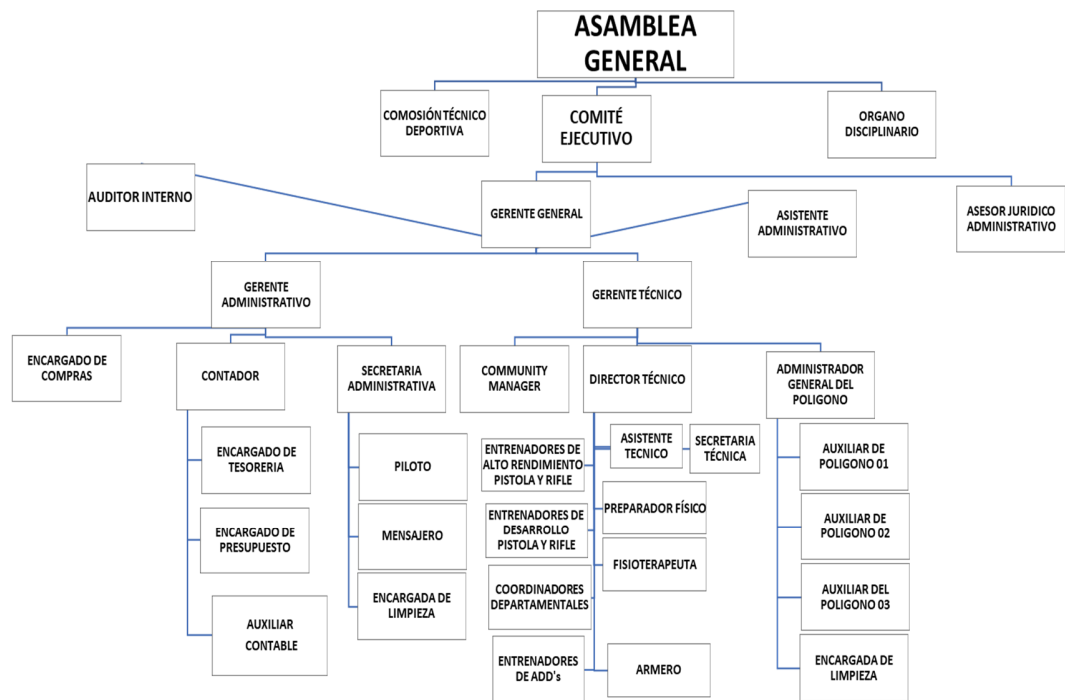 ASAMBLEA
GENERAL
COMOSIÓN TÉCNICO
DEPORTIVA
COMITÉ
EJECUTIVO
ORGANO
DISCIPLINARIO
AUDITOR INTERNO
GERENTE GENERAL
ASISTENTE
ADMINISTRATIVO
ASESOR JURIDICO
ADMINISTRATIVO
GERENTE
ADMINISTRATIVO
GERENTE TÉCNICO
ENCARGADO DE
COMPRAS
CONTADOR
SECRETARIA
ADMINISTRATIVA
COMMUNITY
MANAGER
DIRECTOR TÉCNICO
ADMINISTRADOR
GENERAL DEL
POLIGONO
ENCARGADO DE
TESORERIA
ENCARGADO DE
PRESUPUESTO
AUXILIAR
CONTABLE
PILOTO
MENSAJERO
ENCARGADA DE
LIMPIEZA
ENTRENADORES DE
ALTO RENDIMIENTO
PISTOLA Y RIFLE
ENTRENADORES DE
DESARROLLO
PISTOLA Y RIFLE
COORDINADORES
DEPARTAMENTALES
ENTRENADORES
DE ADD's
ASISTENTE
TECNICO
SECRETARIA
TÉCNICA
PREPARADOR FÍSICO
FISIOTERAPEUTA
ARMERO
AUXILIAR DE
POLIGONO 01
AUXILIAR DE
POLIGONO 02
AUXILIAR DEL
POLIGONO 03
ENCARGADA DE
LIMPIEZA